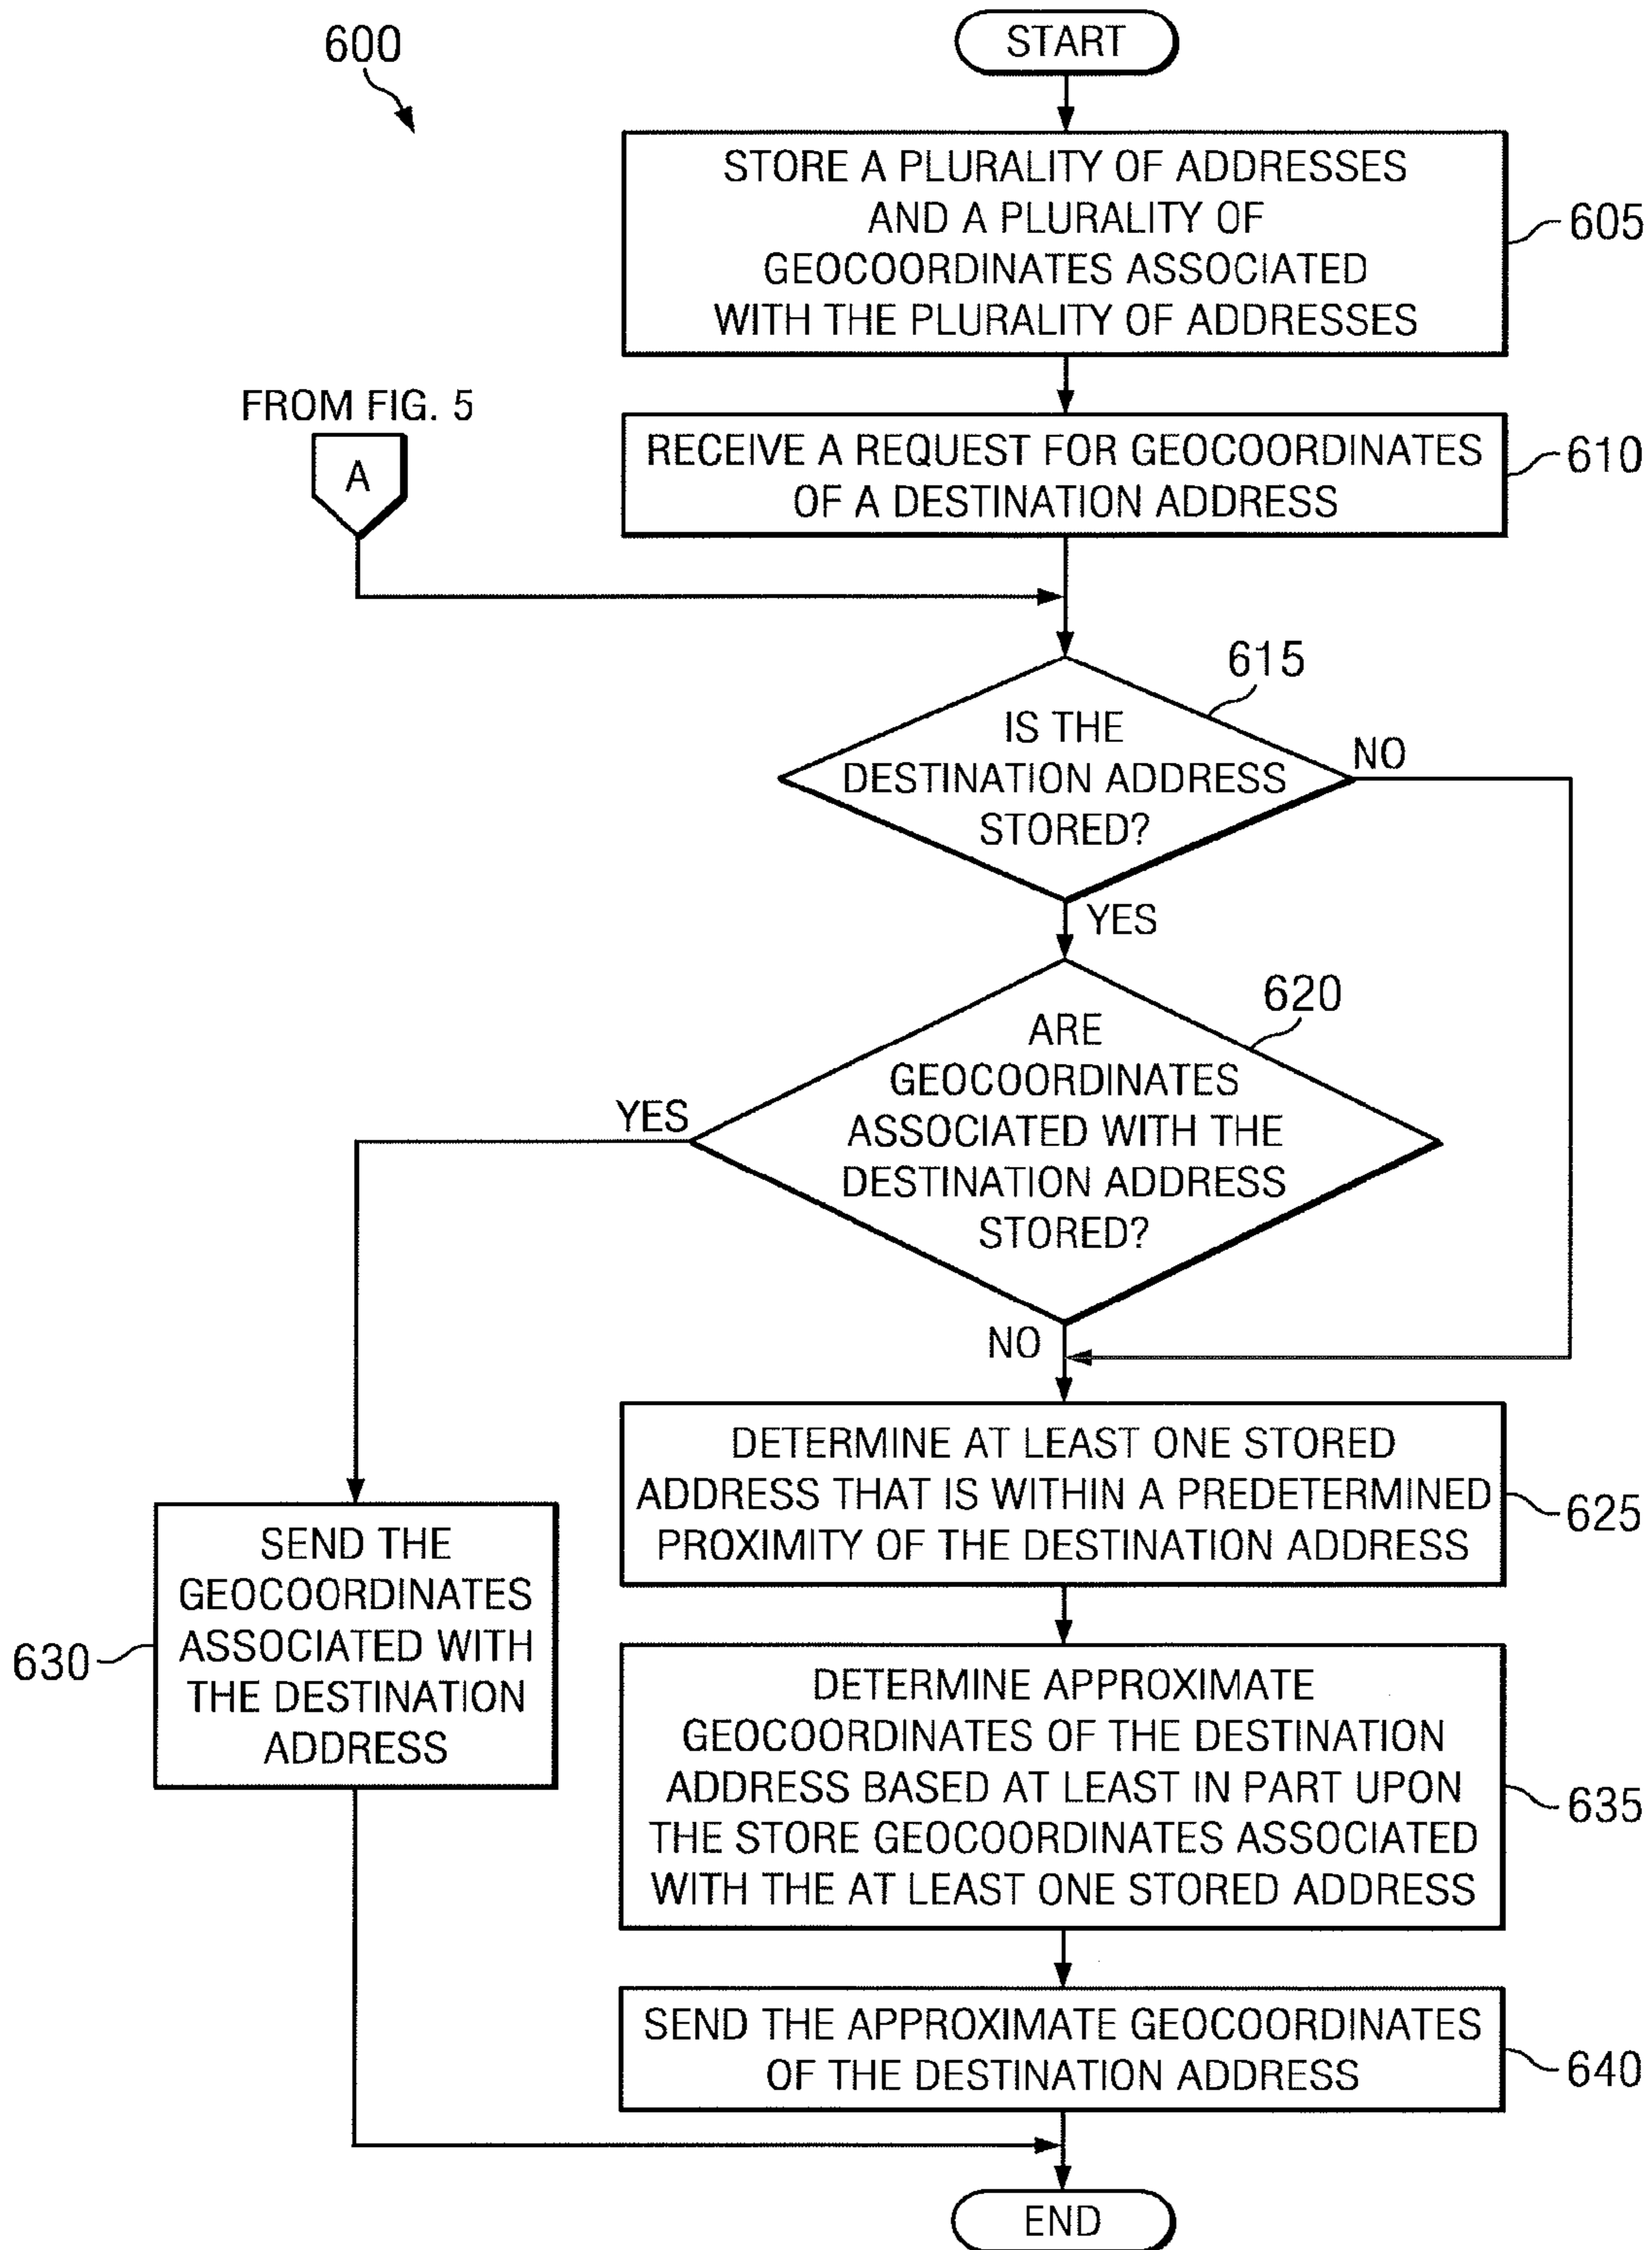 600
START
STORE A PLURALITY OF ADDRESSES
AND A PLURALITY OF
GEOCOORDINATES ASSOCIATED
WITH THE PLURALITY OF ADDRESSES
605
FROM FIG. 5
A
RECEIVE A REQUEST FOR GEOCOORDINATES
OF A DESTINATION ADDRESS
610
615
IS THE
DESTINATION ADDRESS
STORED?
NO
YES
620
ARE
GEOCOORDINATES
ASSOCIATED WITH THE
DESTINATION ADDRESS
STORED?
YES
NO
DETERMINE AT LEAST ONE STORED
ADDRESS THAT IS WITHIN A PREDETERMINED
PROXIMITY OF THE DESTINATION ADDRESS
625
SEND THE
GEOCOORDINATES
ASSOCIATED WITH
THE DESTINATION
ADDRESS
630
DETERMINE APPROXIMATE
GEOCOORDINATES OF THE DESTINATION
ADDRESS BASED AT LEAST IN PART UPON
THE STORE GEOCOORDINATES ASSOCIATED
WITH THE AT LEAST ONE STORED ADDRESS
635
SEND THE APPROXIMATE GEOCOORDINATES
OF THE DESTINATION ADDRESS
640
END